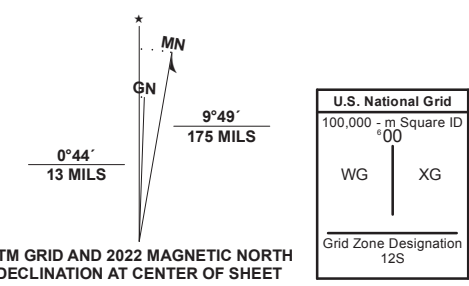 ★
MN
GN
0°44´
13 MILS
9°49´
175 MILS
TM GRID AND 2022 MAGNETIC NORTH
DECLINATION AT CENTER OF SHEET
U.S. National Grid
100,000 - m Square ID
⁶00
WG
XG
Grid Zone Designation
12S